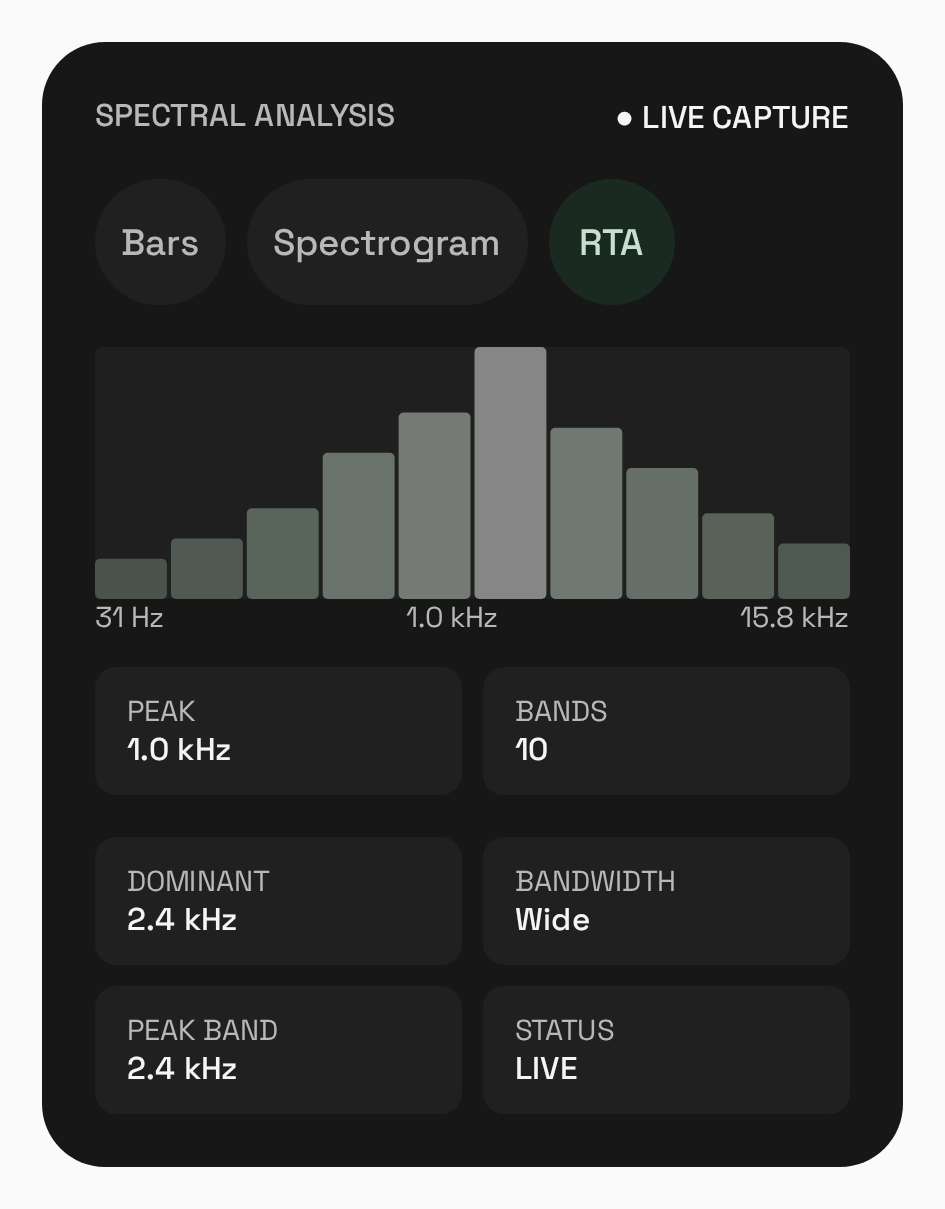 SPECTRAL ANALYSIS
● LIVE CAPTURE
Bars
Spectrogram
RTA
31 Hz
1.0 kHz
15.8 kHz
PEAK
1.0 kHz
BANDS
10
DOMINANT
2.4 kHz
BANDWIDTH
Wide
PEAK BAND
2.4 kHz
STATUS
LIVE